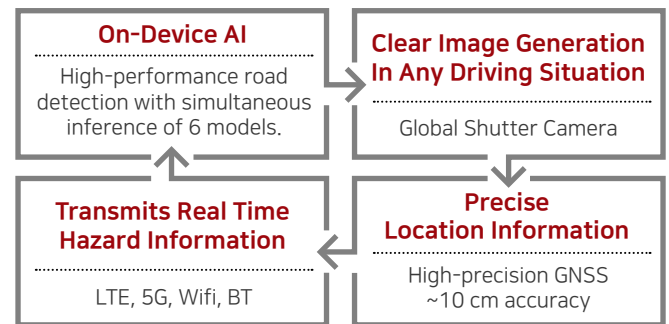 On-Device AI
High-performance road
detection with simultaneous
inference of 6 models.
Clear Image Generation
In Any Driving Situation
Global Shutter Camera
Precise
Location Information
High-precision GNSS
~10 cm accuracy
Transmits Real Time
Hazard Information
LTE, 5G, Wifi, BT